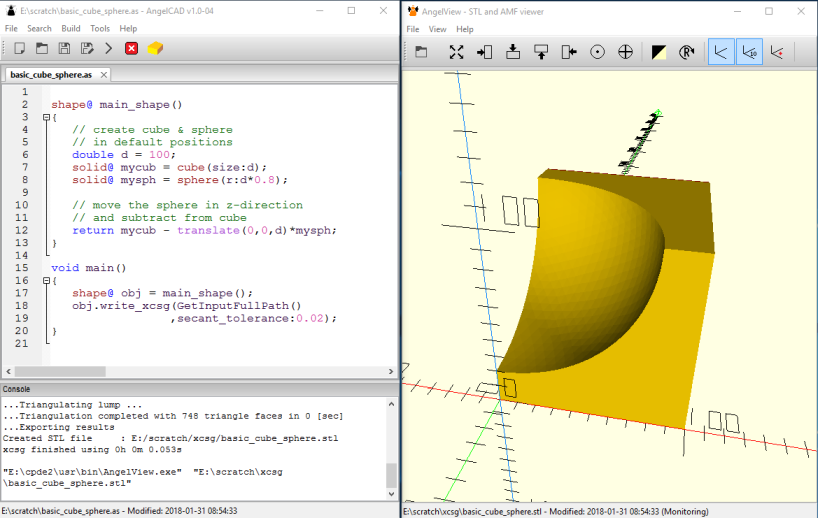 E:\scratch\basic_cube_sphere.as - AngelCAD v1.0-04
File Search Build Tools Help
basic_cube_sphere.as
1
2 shape@ main_shape()
3 {
4 // create cube & sphere
5 // in default positions
6 double d = 100;
7 solid@ mycub = cube(size:d);
8 solid@ mysph = sphere(r:d*0.8);
9
10 // move the sphere in z-direction
11 // and subtract from cube
12 return mycub - translate(0,0,d)*mysph;
13 }
14
15 void main()
16 {
17 shape@ obj = main_shape();
18 obj.write_xcsg(GetInputFullPath()
19 ,secant_tolerance:0.02);
20 }
21
Console
...Triangulating lump ...
...Triangulation completed with 748 triangle faces in 0 [sec]
...Exporting results
Created STL file : E:/scratch/xcsg/basic_cube_sphere.stl
xcsg finished using 0h 0m 0.053s
"E:\cpde2\usr\bin\AngelView.exe" "E:\scratch\xcsg
\basic_cube_sphere.stl"
E:\scratch\basic_cube_sphere.as - Modified: 2018-01-31 08:54:33
AngelView - STL and AMF viewer
File View Help
R
10
100
0
100
E:\scratch\xcsg\basic_cube_sphere.stl - Modified: 2018-01-31 08:54:33 (Monitoring)